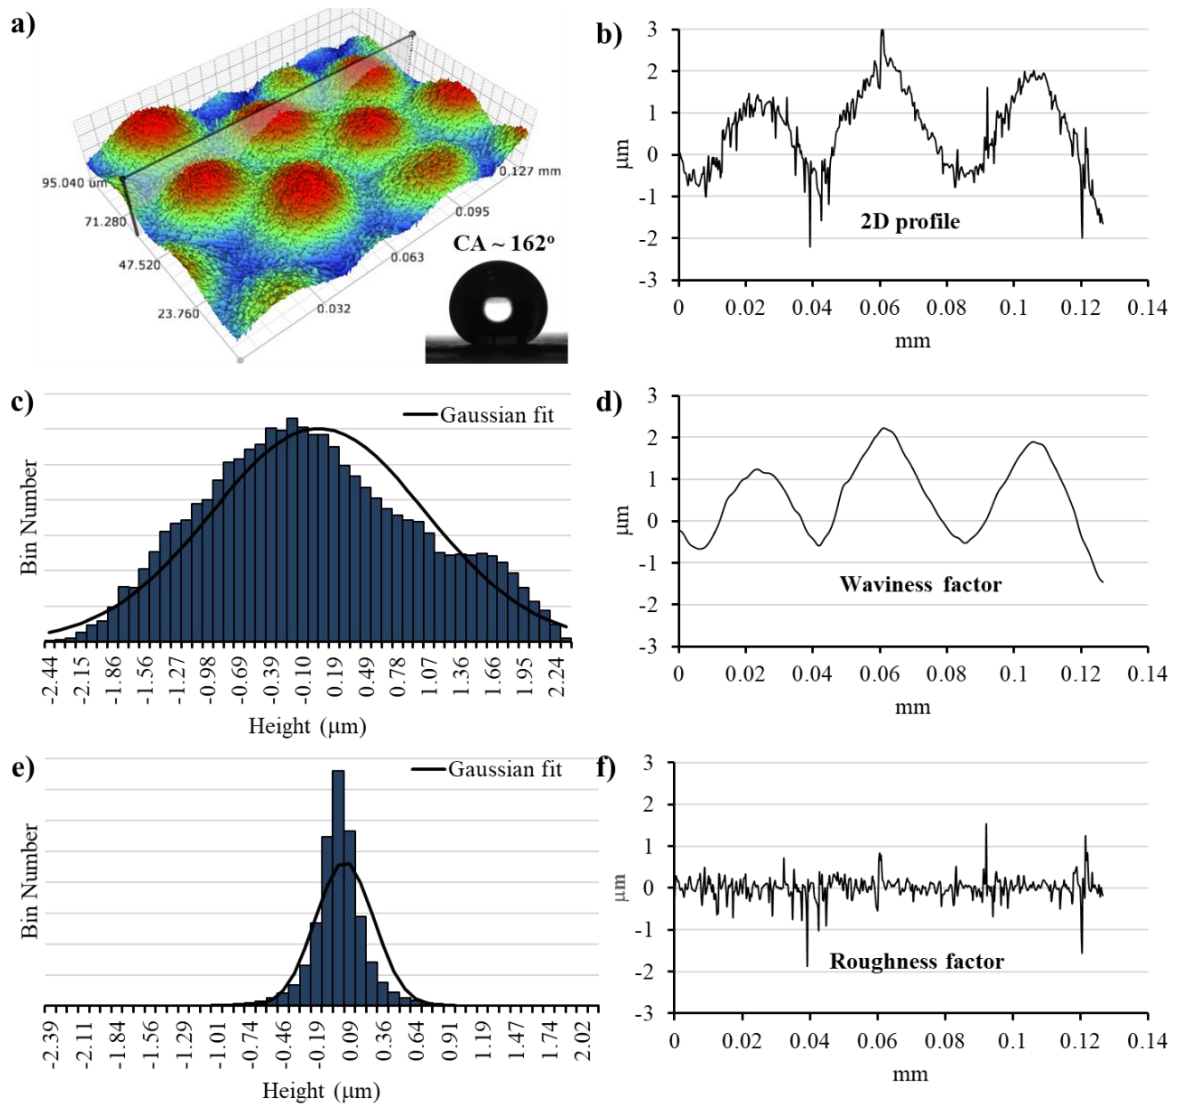 a)
95.040 um
71.280
47.520
23.760
0.032
0.063
0.095
0.127 mm
CA ~ 162°
b)
3
2
1
0
-1
-2
-3
μm
2D profile
0 0.02 0.04 0.06 0.08 0.1 0.12 0.14
mm
c)
Gaussian fit
Bin Number
-2.44 -2.15 -1.86 -1.56 -1.27 -0.98 -0.69 -0.39 -0.10 0.19 0.49 0.78 1.07 1.36 1.66 1.95 2.24
Height (μm)
d)
3
2
1
0
-1
-2
-3
μm
Waviness factor
0 0.02 0.04 0.06 0.08 0.1 0.12 0.14
mm
e)
Gaussian fit
Bin Number
-2.39 -2.11 -1.84 -1.56 -1.29 -1.01 -0.74 -0.46 -0.19 0.09 0.36 0.64 0.91 1.19 1.47 1.74 2.02
Height (μm)
f)
3
2
1
0
-1
-2
-3
μm
Roughness factor
0 0.02 0.04 0.06 0.08 0.1 0.12 0.14
mm